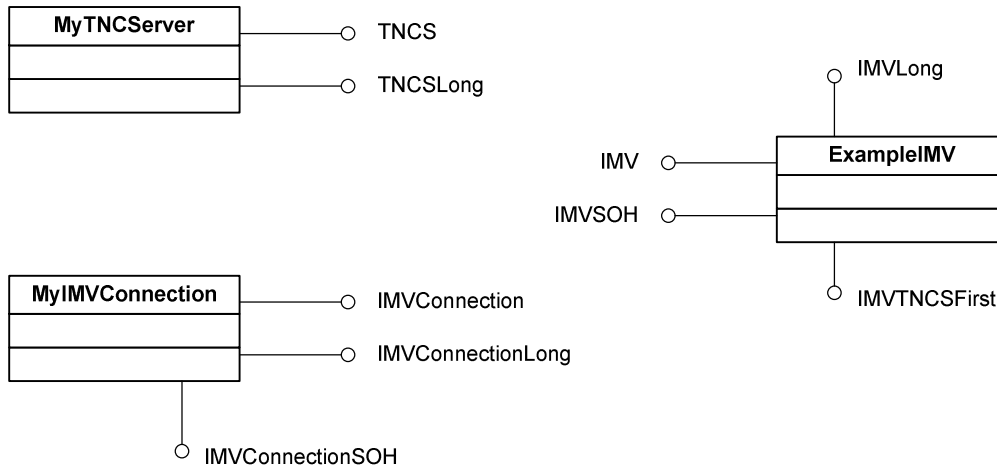 MyTNCServer
TNCS
TNCSLong
IMVLong
IMV
ExampleIMV
IMVSOH
IMVTNCSFirst
MyIMVConnection
IMVConnection
IMVConnectionLong
IMVConnectionSOH